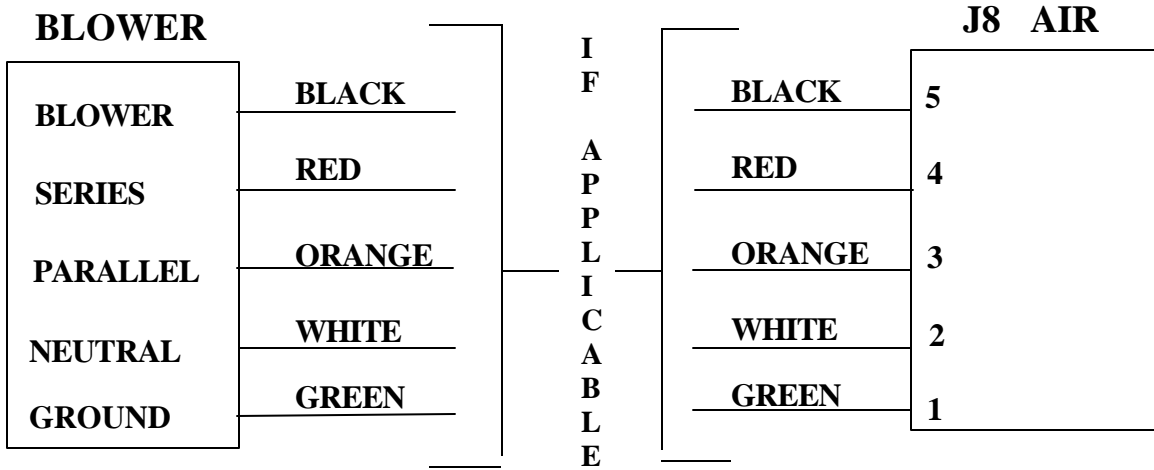 BLOWER
BLOWER
SERIES
PARALLEL
NEUTRAL
GROUND
BLACK
RED
ORANGE
WHITE
GREEN
IF APPLICABLE
J8 AIR
BLACK 5
RED 4
ORANGE 3
WHITE 2
GREEN 1